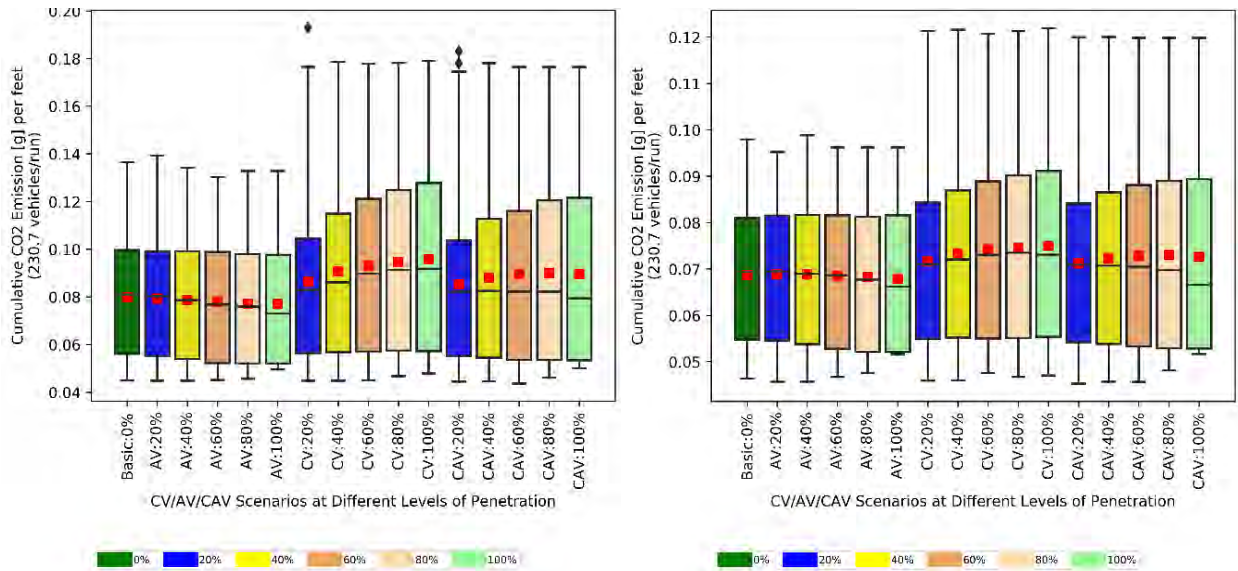 Cumulative CO2 Emission [g] per feet
(230.7 vehicles/run)
0.20
0.18
0.16
0.14
0.12
0.10
0.08
0.06
0.04
Basic:0%
AV:20%
AV:40%
AV:60%
AV:80%
AV:100%
CV:20%
CV:40%
CV:60%
CV:80%
CV:100%
CAV:20%
CAV:40%
CAV:60%
CAV:80%
CAV:100%
CV/AV/CAV Scenarios at Different Levels of Penetration
0% 20% 40% 60% 80% 100%
Cumulative CO2 Emission [g] per feet
(230.7 vehicles/run)
0.12
0.11
0.10
0.09
0.08
0.07
0.06
0.05
Basic:0%
AV:20%
AV:40%
AV:60%
AV:80%
AV:100%
CV:20%
CV:40%
CV:60%
CV:80%
CV:100%
CAV:20%
CAV:40%
CAV:60%
CAV:80%
CAV:100%
CV/AV/CAV Scenarios at Different Levels of Penetration
0% 20% 40% 60% 80% 100%